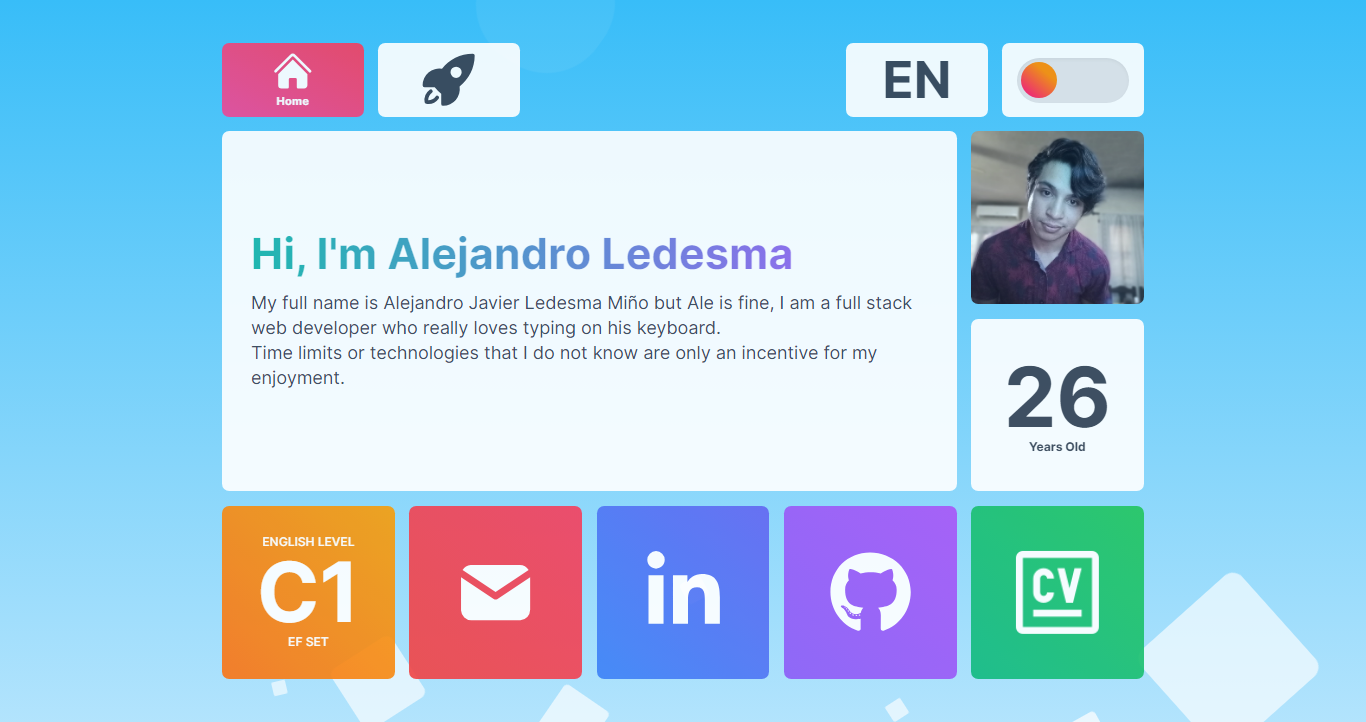 Home
EN
Hi, I'm Alejandro Ledesma
My full name is Alejandro Javier Ledesma Miño but Ale is fine, I am a full stack
web developer who really loves typing on his keyboard.
Time limits or technologies that I do not know are only an incentive for my
enjoyment.
26
Years Old
ENGLISH LEVEL
C1
EF SET
in
CV